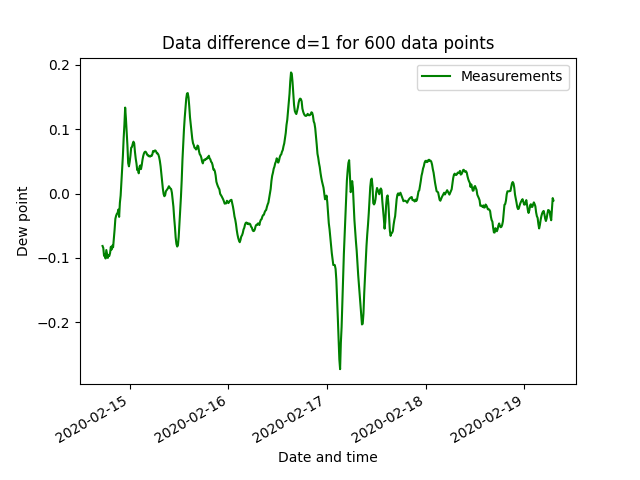 Data difference d=1 for 600 data points
Measurements
0.2
0.1
0.0
−0.1
−0.2
Dew point
2020-02-15
2020-02-16
2020-02-17
2020-02-18
2020-02-19
Date and time